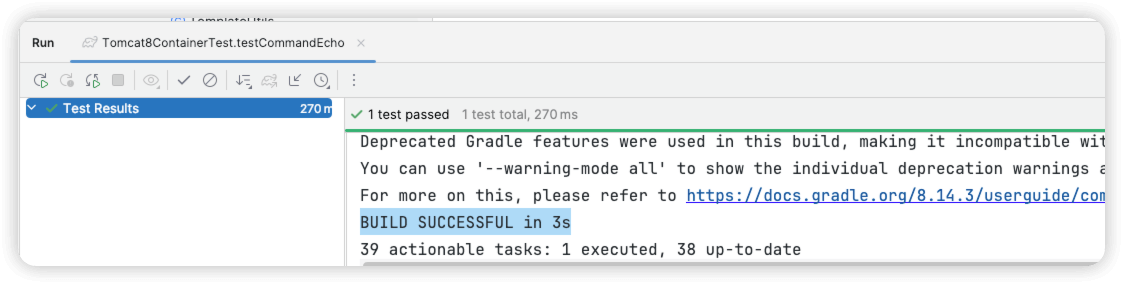 TemplateUtils
Run
Tomcat8ContainerTest.testCommandEcho
Test Results
270 m
1 test passed 1 test total, 270 ms
Deprecated Gradle features were used in this build, making it incompatible wit
You can use '--warning-mode all' to show the individual deprecation warnings a
For more on this, please refer to https://docs.gradle.org/8.14.3/userguide/com
BUILD SUCCESSFUL in 3s
39 actionable tasks: 1 executed, 38 up-to-date